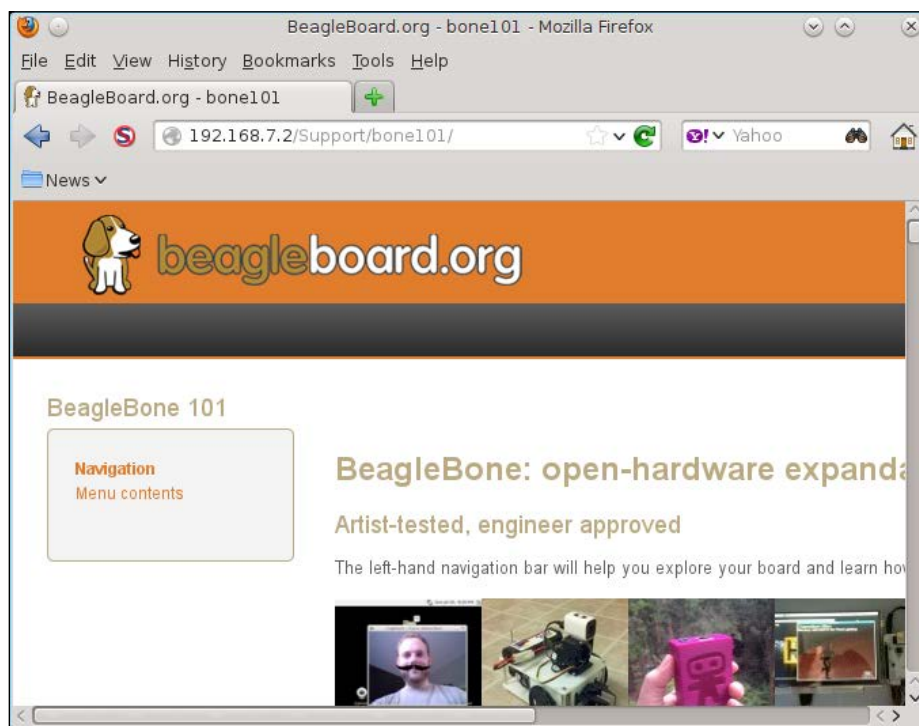 BeagleBoard.org - bone101 - Mozilla Firefox
File Edit View History Bookmarks Tools Help
BeagleBoard.org - bone101
192.168.7.2/Support/bone101/
Yahoo
News
beagleboard.org
BeagleBone 101
Navigation
Menu contents
BeagleBone: open-hardware expanda
Artist-tested, engineer approved
The left-hand navigation bar will help you explore your board and learn how